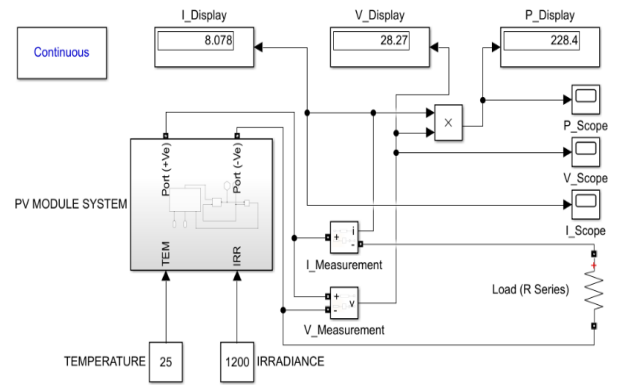 I_Display
V_Display
P_Display
8.078
28.27
228.4
Continuous
×
P_Scope
V_Scope
I_Scope
Port (+Ve)
Port (-Ve)
PV MODULE SYSTEM
TEM
IRR
+
i
-
I_Measurement
+
v
-
V_Measurement
+
Load (R Series)
TEMPERATURE
25
1200
IRRADIANCE